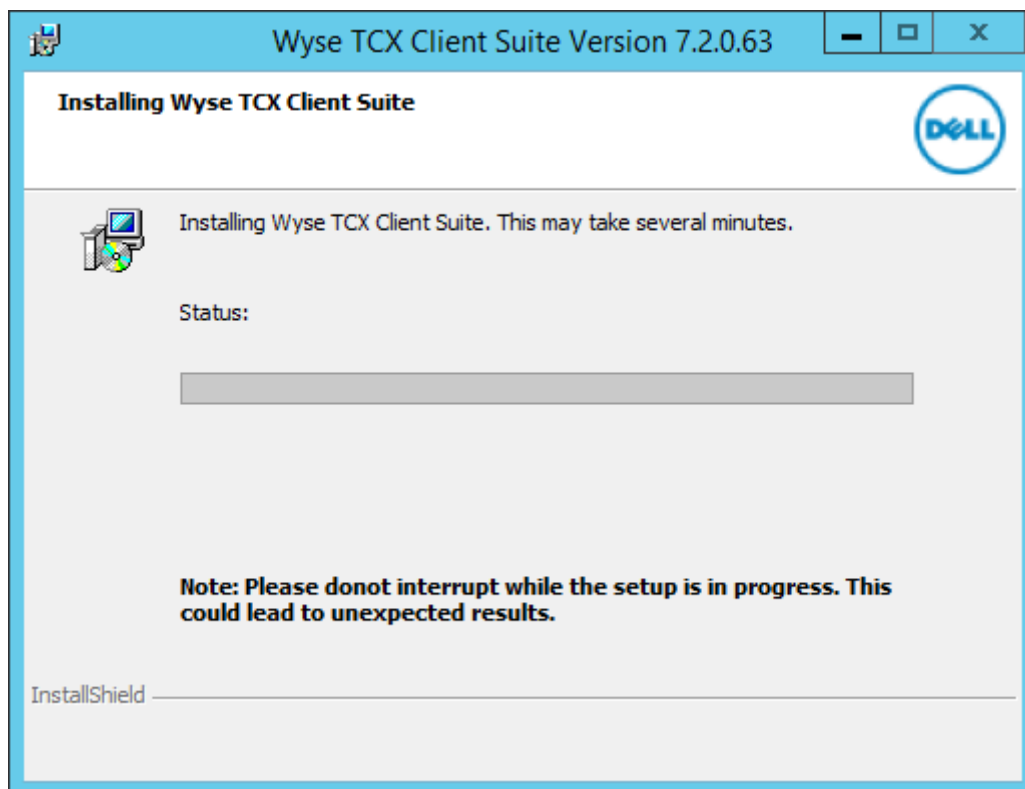 Wyse TCX Client Suite Version 7.2.0.63
Installing Wyse TCX Client Suite
DELL
Installing Wyse TCX Client Suite. This may take several minutes.
Status:
Note: Please donot interrupt while the setup is in progress. This
could lead to unexpected results.
InstallShield